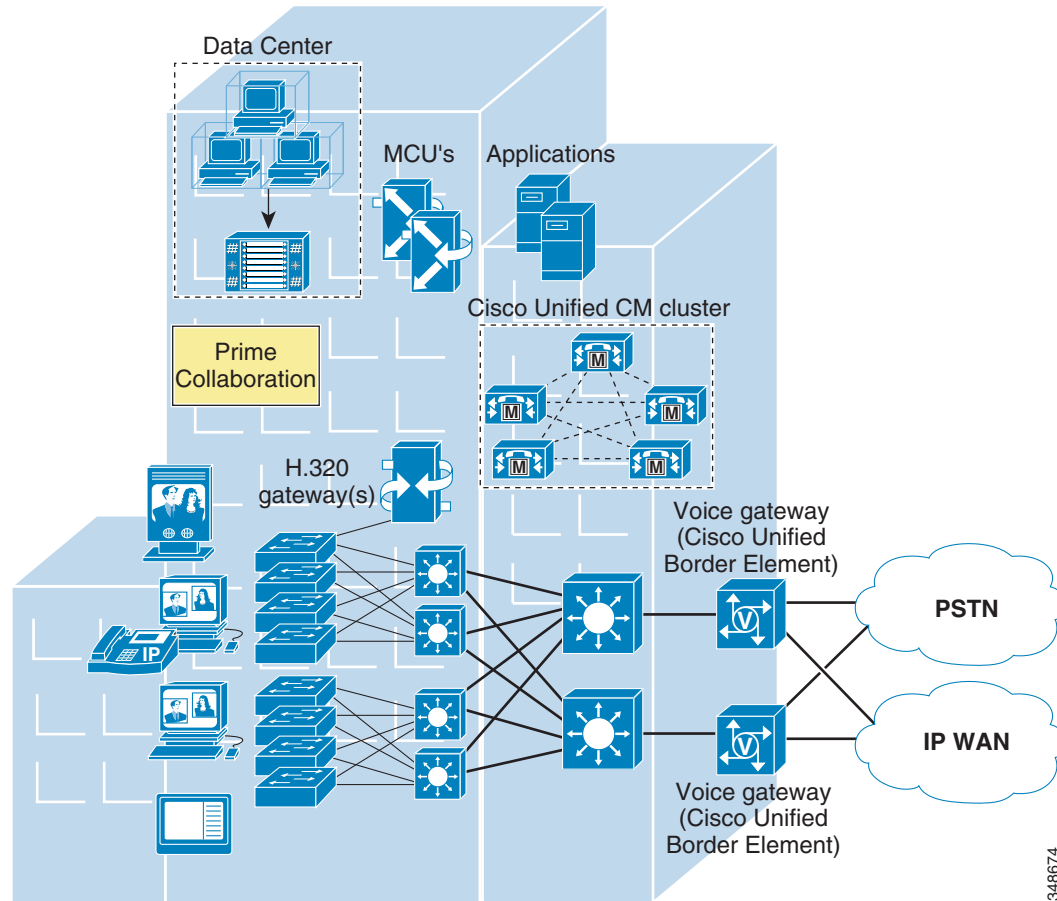 Data Center
MCU's
Applications
Cisco Unified CM cluster
M
M
M
M
M
Prime
Collaboration
H.320
gateway(s)
Voice gateway
(Cisco Unified
Border Element)
IP
V
PSTN
V
IP WAN
Voice gateway
(Cisco Unified
Border Element)
348674